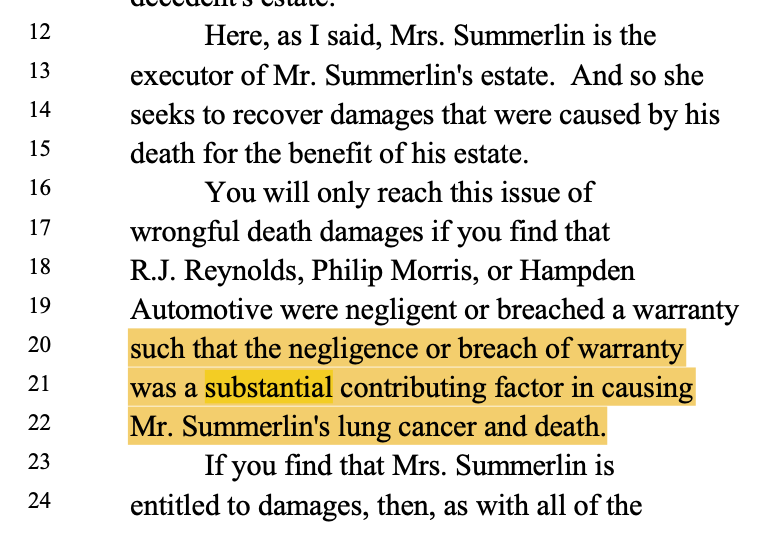 decedent's estate.
12 Here, as I said, Mrs. Summerlin is the
13 executor of Mr. Summerlin's estate. And so she
14 seeks to recover damages that were caused by his
15 death for the benefit of his estate.
16 You will only reach this issue of
17 wrongful death damages if you find that
18 R.J. Reynolds, Philip Morris, or Hampden
19 Automotive were negligent or breached a warranty
20 such that the negligence or breach of warranty
21 was a substantial contributing factor in causing
22 Mr. Summerlin's lung cancer and death.
23 If you find that Mrs. Summerlin is
24 entitled to damages, then, as with all of the